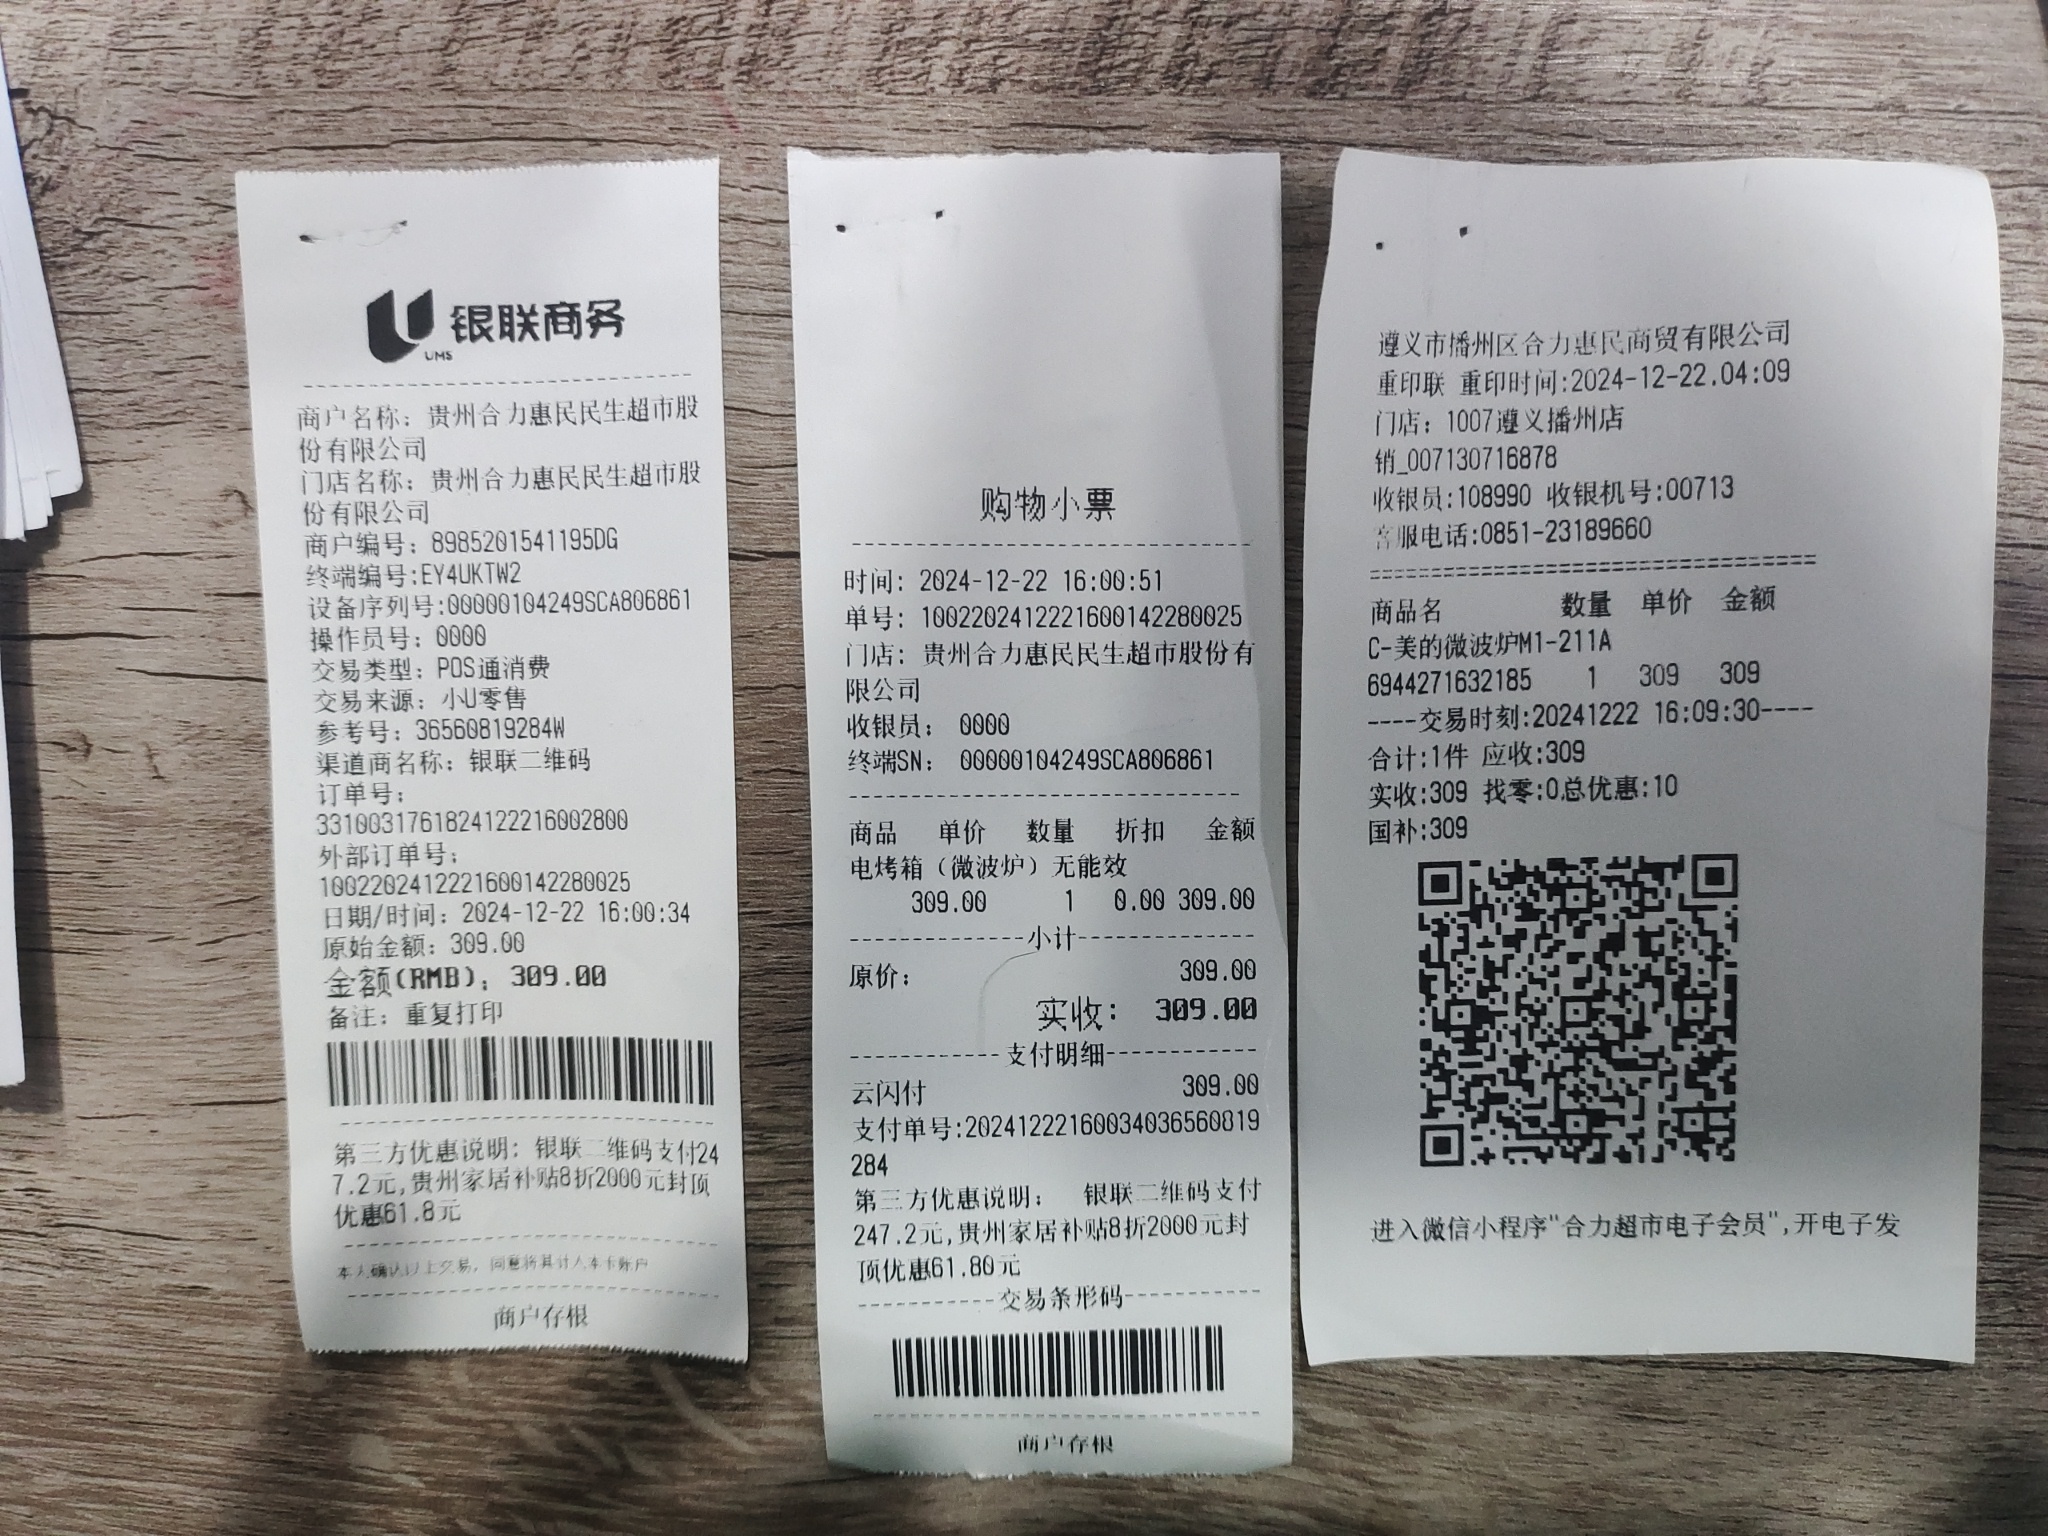 银联商务
UMS
商户名称：贵州合力惠民民生超市股
份有限公司
门店名称：贵州合力惠民民生超市股
份有限公司
商户编号：8985201541195DG
终端编号:EY4UKTW2
设备序列号:00000104249SCA806861
操作员号：0000
交易类型：POS通消费
交易来源：小U零售
参考号：36560819284W
渠道商名称：银联二维码
订单号：
3310031761824122216002800
外部订单号：
1002202412221600142280025
日期/时间：2024-12-22 16:00:34
原始金额：309.00
金额(RMB)：309.00
备注：重复打印
第三方优惠说明：银联二维码支付24
7.2元,贵州家居补贴8折2000元封顶
优惠61.8元
本人确认以上交易，同意将其计入本卡账户
商户存根
购物小票
时间：2024-12-22 16:00:51
单号：1002202412221600142280025
门店：贵州合力惠民民生超市股份有
限公司
收银员： 0000
终端SN： 00000104249SCA806861
商品 单价 数量 折扣 金额
电烤箱（微波炉）无能效
309.00 1 0.00 309.00
--------------小计--------------
原价： 309.00
实收： 309.00
------------支付明细------------
云闪付 309.00
支付单号:20241222160034036560819
284
第三方优惠说明： 银联二维码支付
247.2元,贵州家居补贴8折2000元封
顶优惠61.80元
-----------交易条形码-----------
商户存根
遵义市播州区合力惠民商贸有限公司
重印联 重印时间:2024-12-22.04:09
门店：1007遵义播州店
销_007130716878
收银员:108990 收银机号:00713
客服电话:0851-23189660
商品名 数量 单价 金额
C-美的微波炉M1-211A
6944271632185 1 309 309
----交易时刻:20241222 16:09:30----
合计:1件 应收:309
实收:309 找零:0总优惠:10
国补:309
进入微信小程序"合力超市电子会员",开电子发